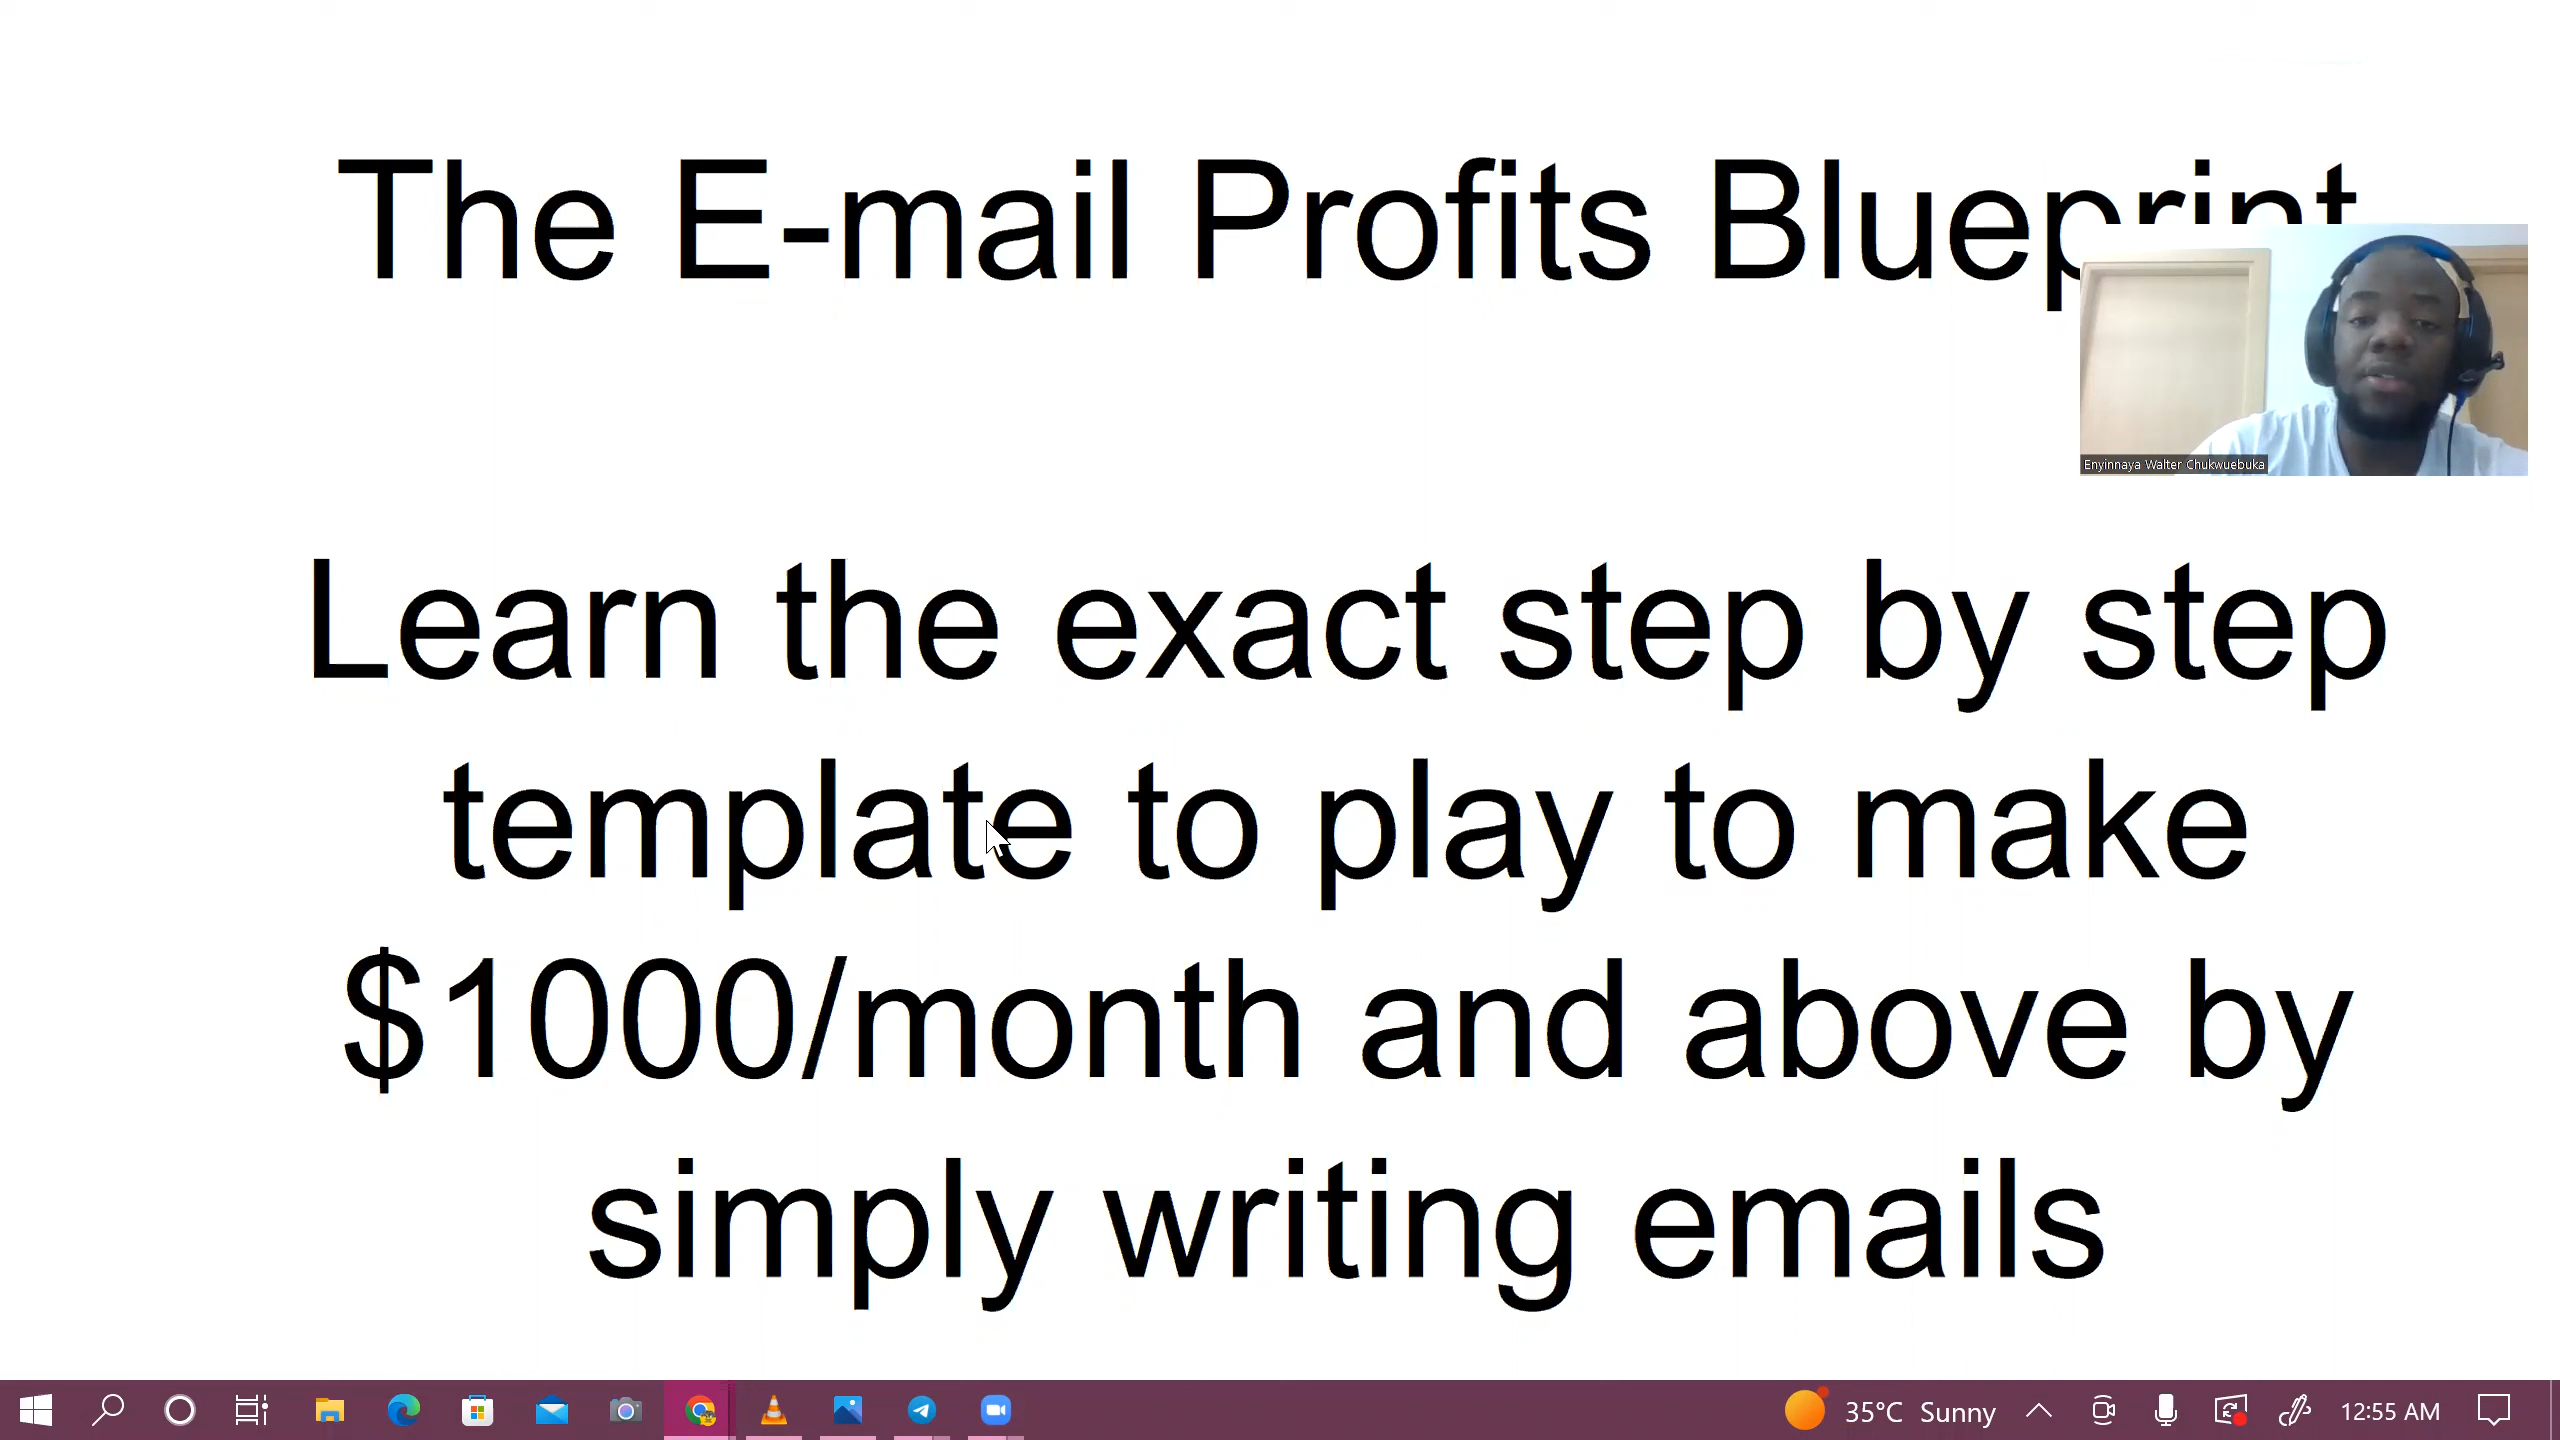 The E-mail Profits Blueprint
Enyinnaya Walter Chukwuebuka
Learn the exact step by step
template to play to make
$1000/month and above by
simply writing emails
35°C Sunny
12:55 AM